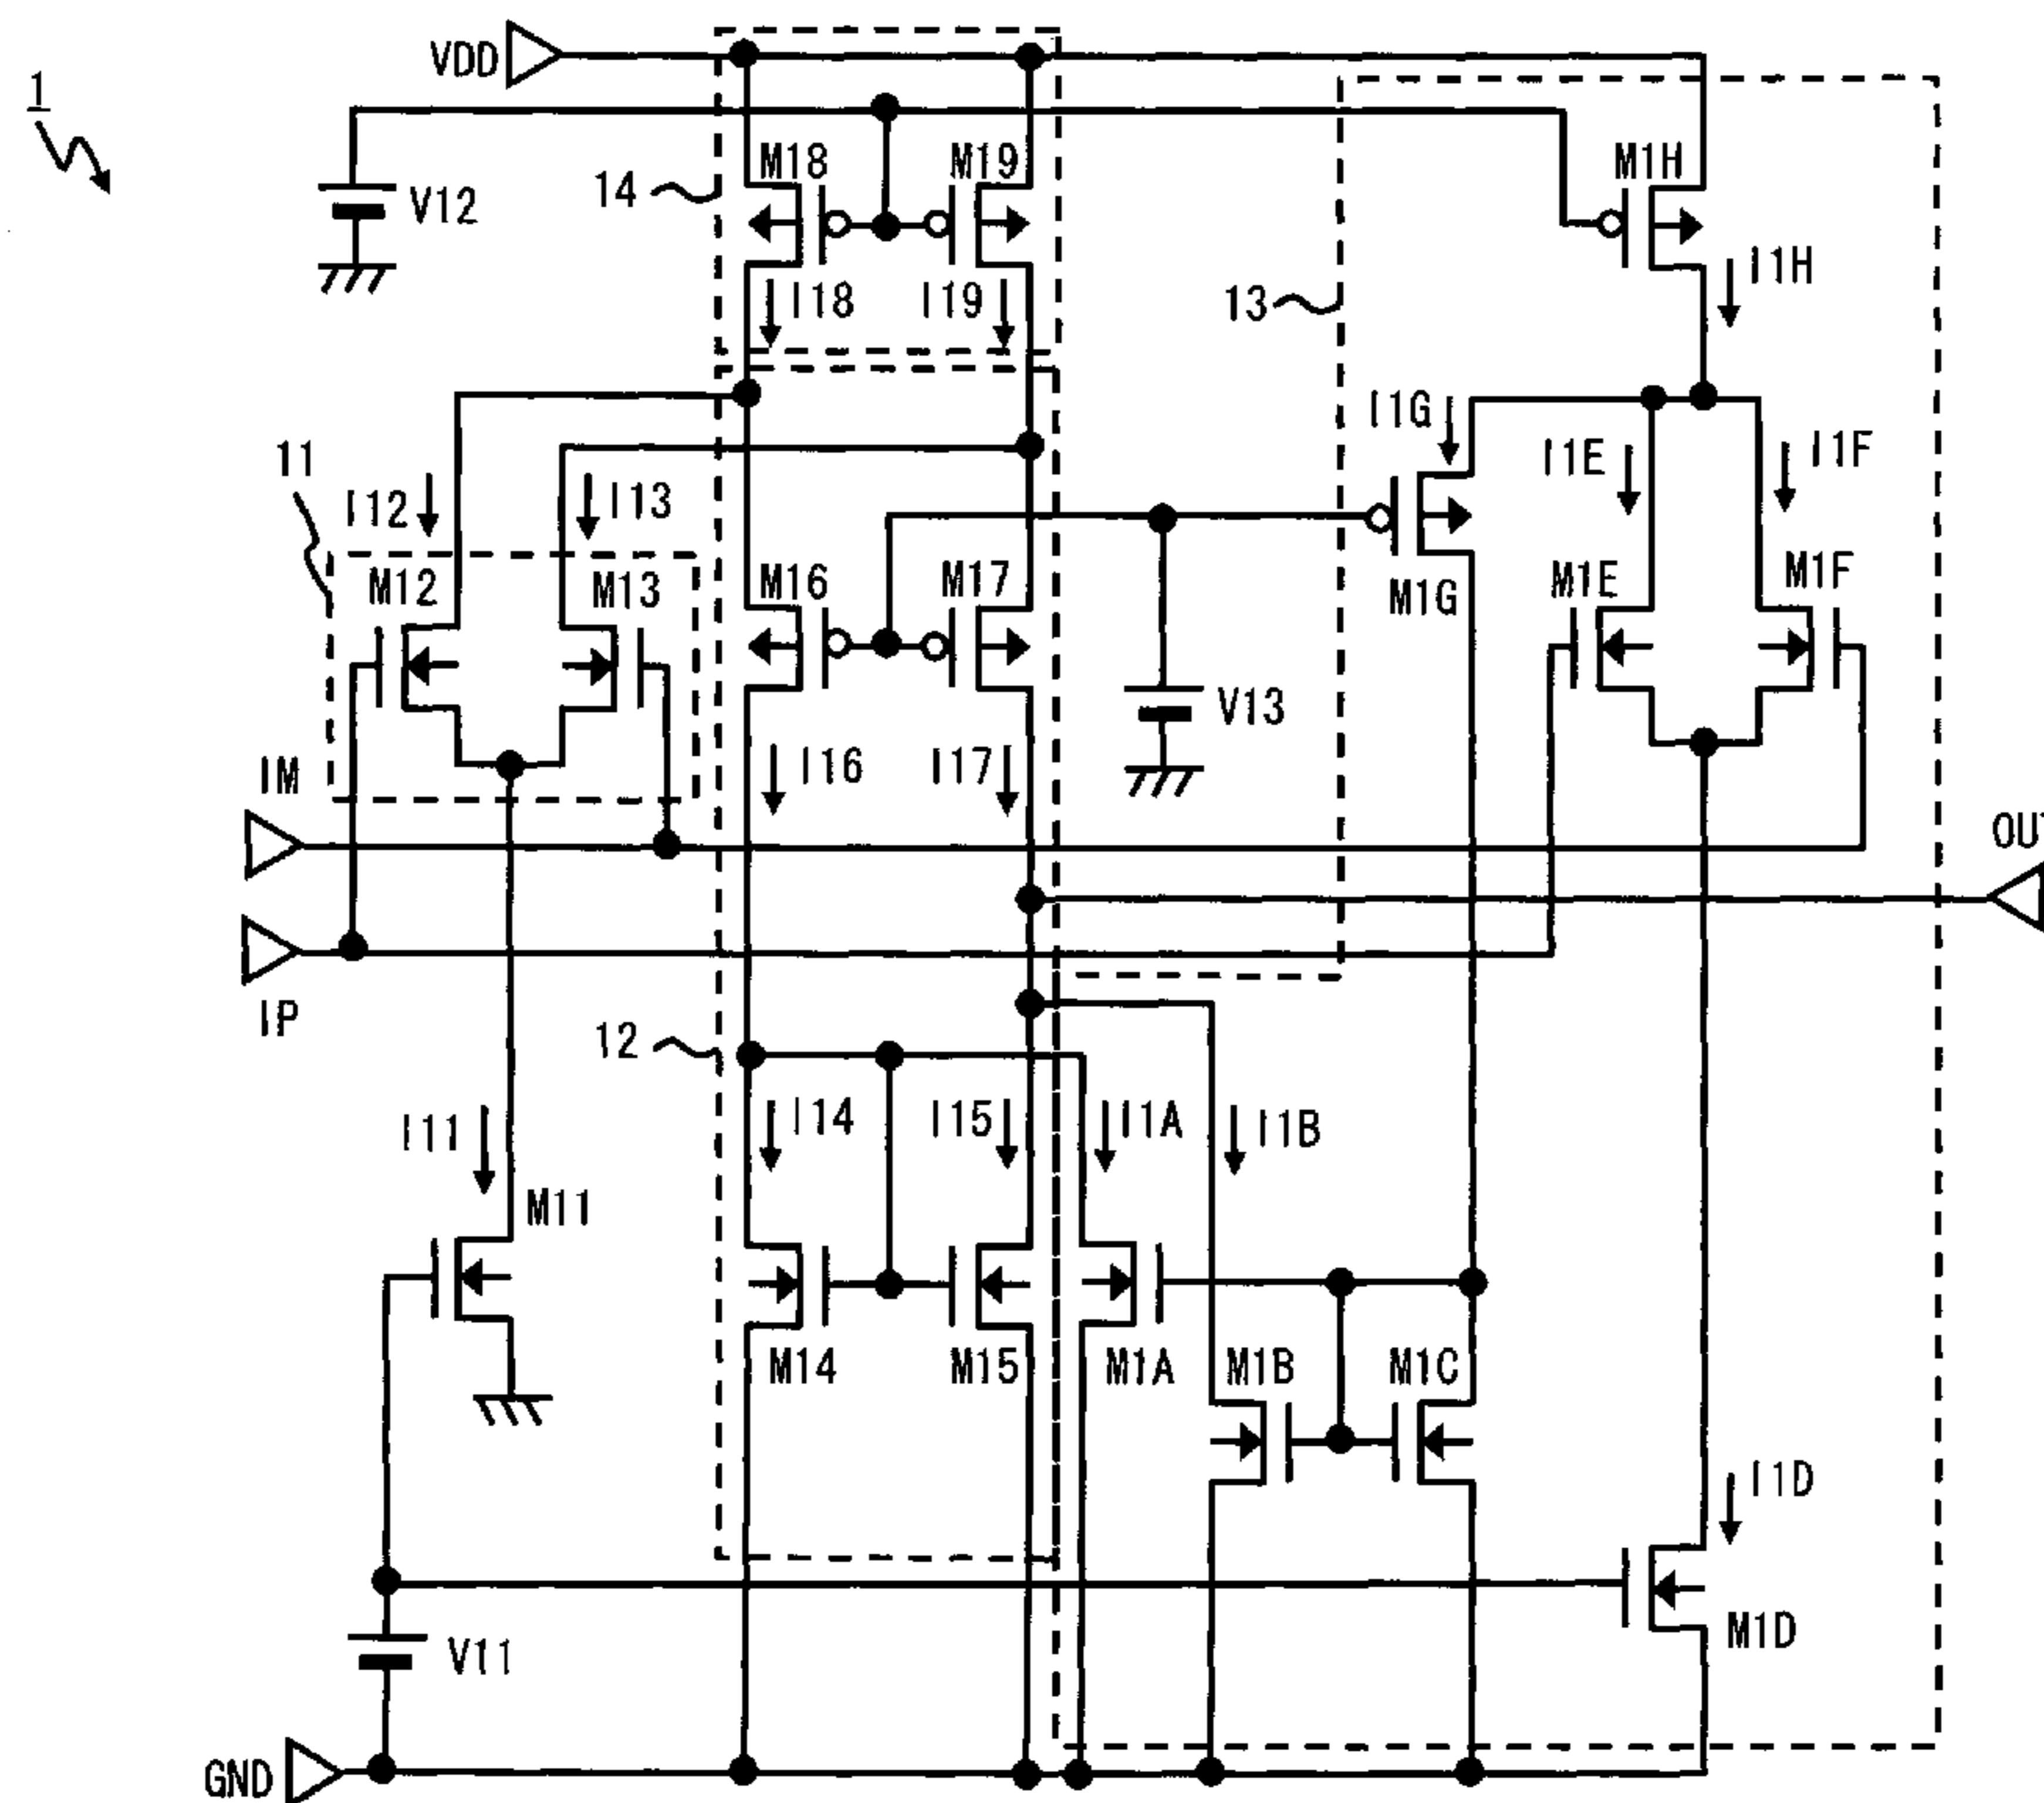 1
VDD
V12
14
M18
M19
M1H
I18
I19
I1H
13
I1G
I1E
I1F
11
I12
I13
M12
M13
M16
M17
M1G
M1E
M1F
V13
I16
I17
IM
OUT
IP
12
I14
I15
I1A
I1B
I11
M11
M14
M15
M1A
M1B
M1C
I1D
M1D
V11
GND